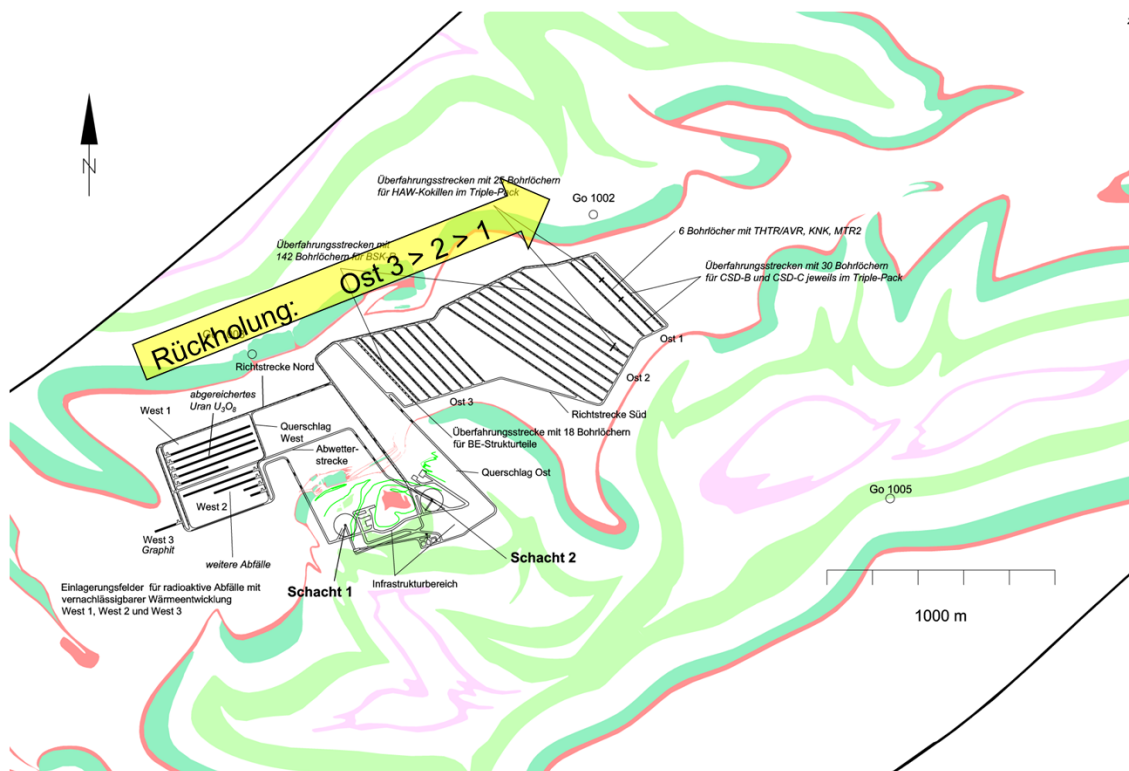 N
Überfahrungsstrecken mit 25 Bohrlöchern
für HAW-Kokillen im Triple-Pack
Go 1002
6 Bohrlöcher mit THTR/AVR, KNK, MTR2
Überfahrungsstrecken mit
142 Bohrlöchern für
Überfahrungsstrecken mit 30 Bohrlöchern
für CSD-B und CSD-C jeweils im Triple-Pack
Rückholung: Ost 3 > 2 > 1
Ost 1
Richtstrecke Nord
Ost 2
abgereichertes
Uran U₃O₈
West 1
Ost 3
Richtstrecke Süd
Querschlag
West
Überfahrungsstrecke mit 18 Bohrlöchern
für BE-Strukturteile
Abwetter-
strecke
Querschlag Ost
Go 1005
West 2
West 3
Graphit
weitere Abfälle
Schacht 2
Infrastrukturbereich
Schacht 1
Einlagerungsfelder für radioaktive Abfälle mit
vernachlässigbarer Wärmeentwicklung
West 1, West 2 und West 3
1000 m